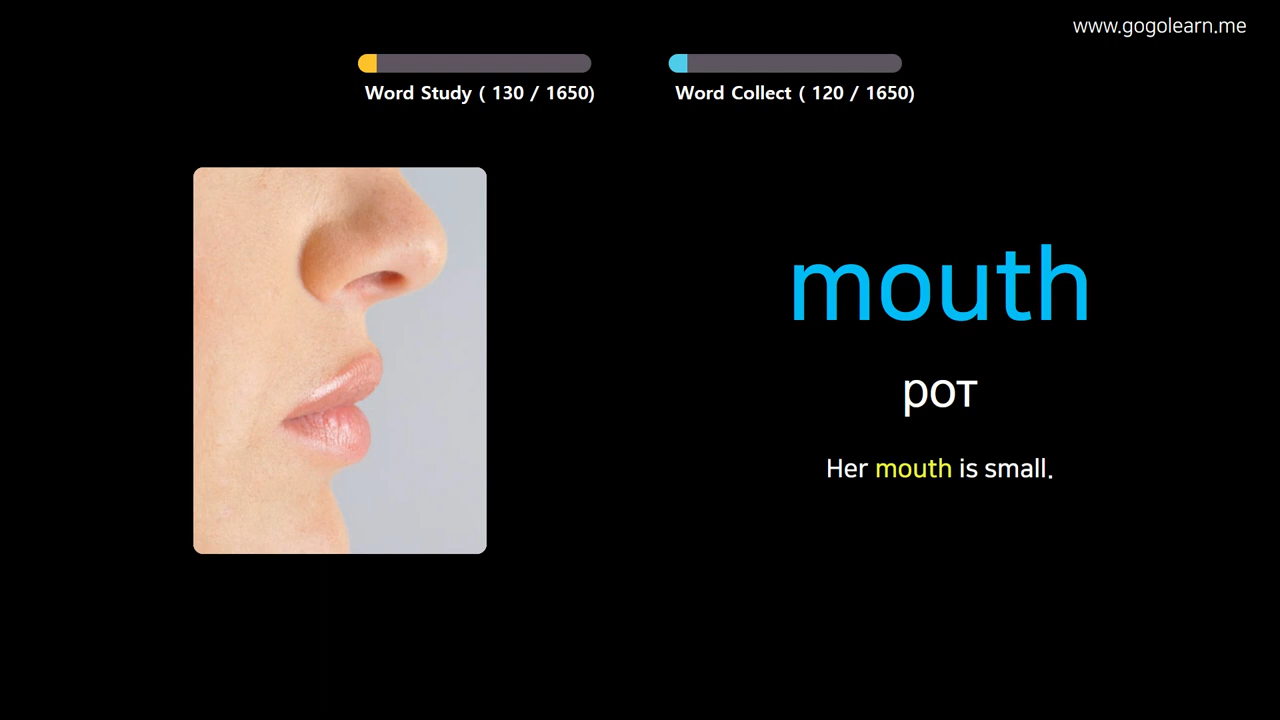 www.gogolearn.me
Word Study ( 130 / 1650)
Word Collect ( 120 / 1650)
mouth
рот
Her mouth is small.